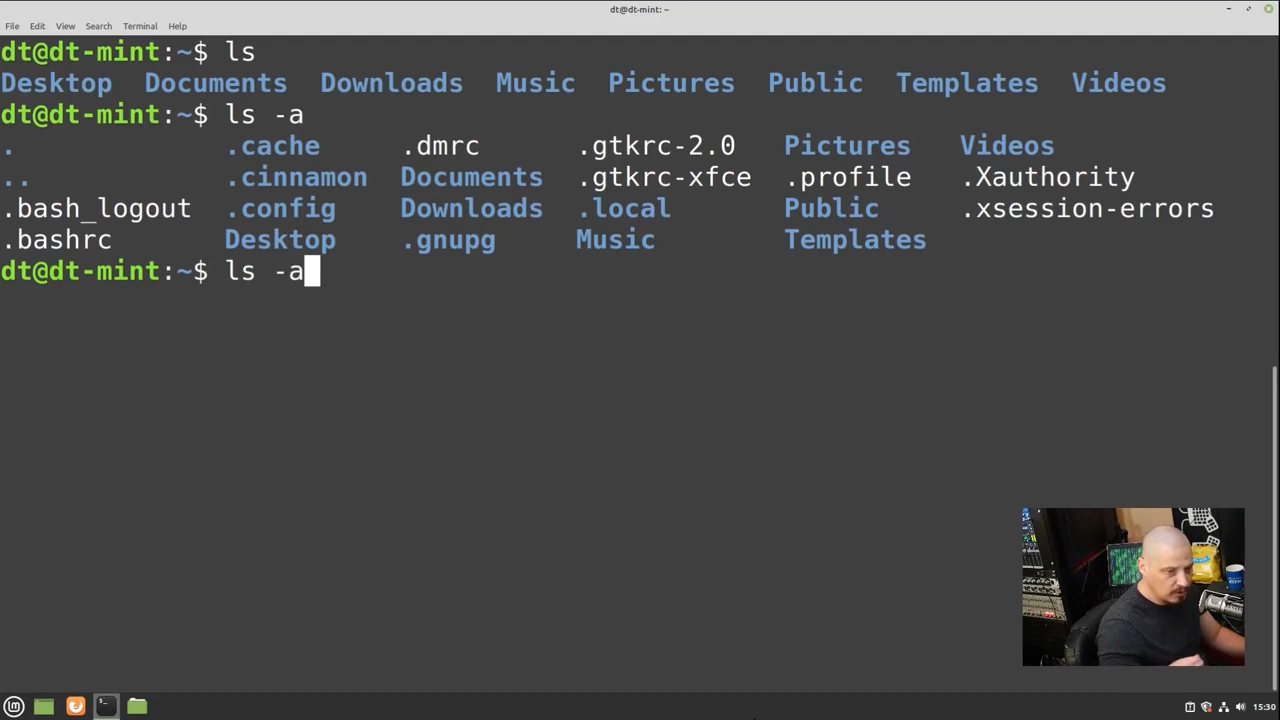 dt@dt-mint: ~
File Edit View Search Terminal Help
dt@dt-mint:~$ ls
Desktop Documents Downloads Music Pictures Public Templates Videos
dt@dt-mint:~$ ls -a
. .cache .dmrc .gtkrc-2.0 Pictures Videos
.. .cinnamon Documents .gtkrc-xfce .profile .Xauthority
.bash_logout .config Downloads .local Public .xsession-errors
.bashrc Desktop .gnupg Music Templates
dt@dt-mint:~$ ls -a
15:30